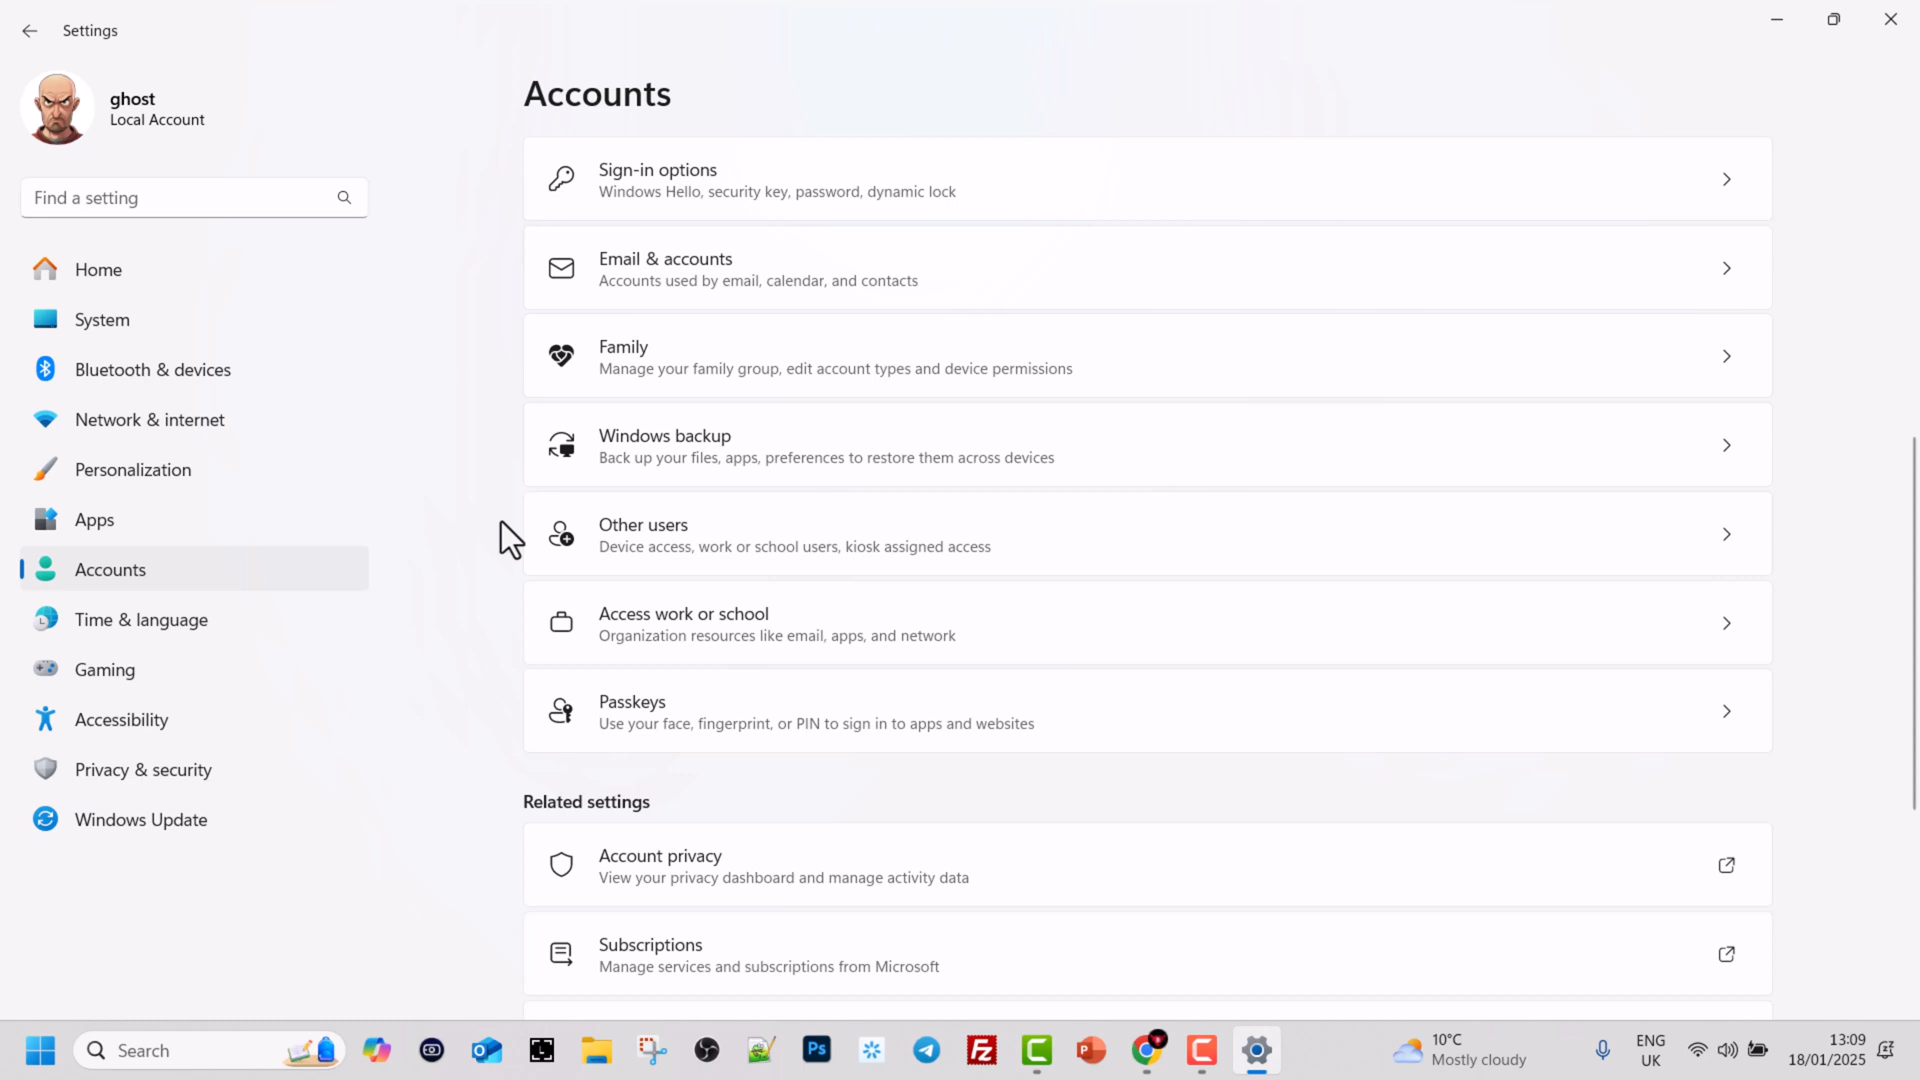 Settings
ghost
Local Account
Find a setting
Home
System
Bluetooth & devices
Network & internet
Personalization
Apps
Accounts
Time & language
Gaming
Accessibility
Privacy & security
Windows Update
Accounts
Sign-in options
Windows Hello, security key, password, dynamic lock
Email & accounts
Accounts used by email, calendar, and contacts
Family
Manage your family group, edit account types and device permissions
Windows backup
Back up your files, apps, preferences to restore them across devices
Other users
Device access, work or school users, kiosk assigned access
Access work or school
Organization resources like email, apps, and network
Passkeys
Use your face, fingerprint, or PIN to sign in to apps and websites
Related settings
Account privacy
View your privacy dashboard and manage activity data
Subscriptions
Manage services and subscriptions from Microsoft
Search
Ps
Fz
10°C
Mostly cloudy
ENG
UK
13:09
18/01/2025